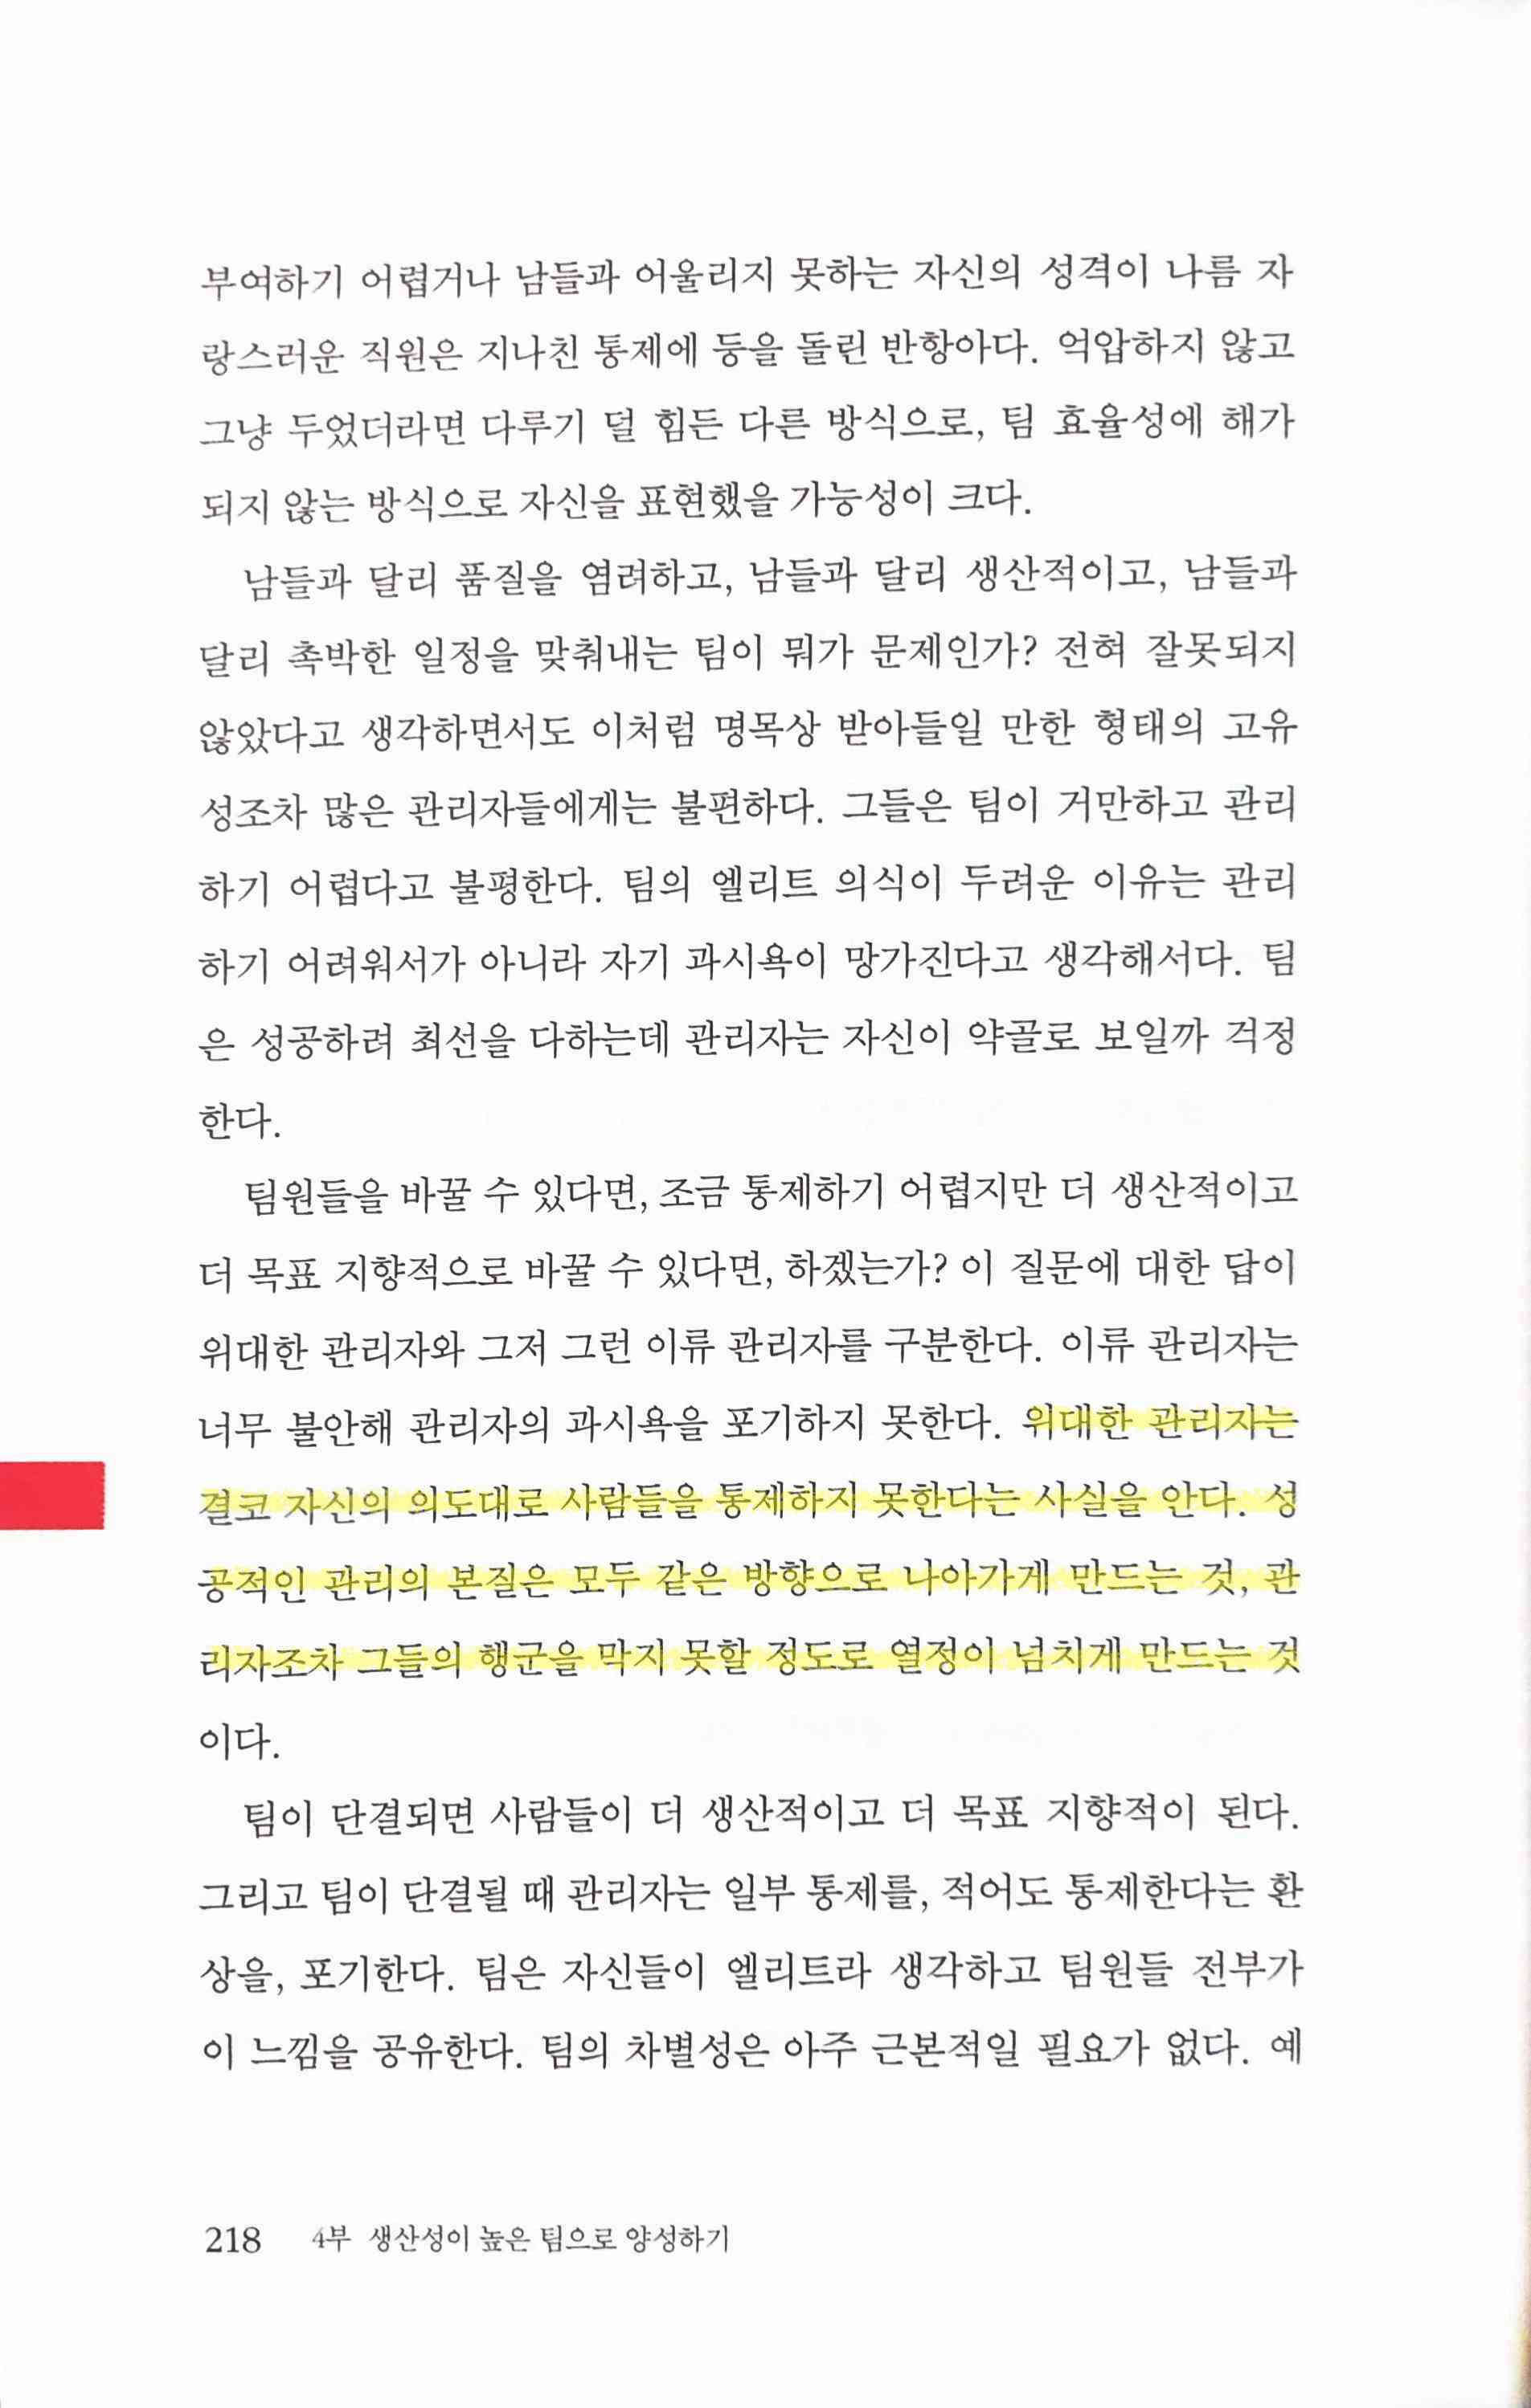 부여하기 어렵거나 남들과 어울리지 못하는 자신의 성격이 나름 자
랑스러운 직원은 지나친 통제에 등을 돌린 반항아다. 억압하지 않고
그냥 두었더라면 다루기 덜 힘든 다른 방식으로, 팀 효율성에 해가
되지 않는 방식으로 자신을 표현했을 가능성이 크다.
남들과 달리 품질을 염려하고, 남들과 달리 생산적이고, 남들과
달리 촉박한 일정을 맞춰내는 팀이 뭐가 문제인가? 전혀 잘못되지
않았다고 생각하면서도 이처럼 명목상 받아들일 만한 형태의 고유
성조차 많은 관리자들에게는 불편하다. 그들은 팀이 거만하고 관리
하기 어렵다고 불평한다. 팀의 엘리트 의식이 두려운 이유는 관리
하기 어려워서가 아니라 자기 과시욕이 망가진다고 생각해서다. 팀
은 성공하려 최선을 다하는데 관리자는 자신이 약골로 보일까 걱정
한다.
팀원들을 바꿀 수 있다면, 조금 통제하기 어렵지만 더 생산적이고
더 목표 지향적으로 바꿀 수 있다면, 하겠는가? 이 질문에 대한 답이
위대한 관리자와 그저 그런 이류 관리자를 구분한다. 이류 관리자는
너무 불안해 관리자의 과시욕을 포기하지 못한다. 위대한 관리자는
결코 자신의 의도대로 사람들을 통제하지 못한다는 사실을 안다. 성
공적인 관리의 본질은 모두 같은 방향으로 나아가게 만드는 것, 관
리자조차 그들의 행군을 막지 못할 정도로 열정이 넘치게 만드는 것
이다.
팀이 단결되면 사람들이 더 생산적이고 더 목표 지향적이 된다.
그리고 팀이 단결될 때 관리자는 일부 통제를, 적어도 통제한다는 환
상을, 포기한다. 팀은 자신들이 엘리트라 생각하고 팀원들 전부가
이 느낌을 공유한다. 팀의 차별성은 아주 근본적일 필요가 없다. 예
218 4부 생산성이 높은 팀으로 양성하기